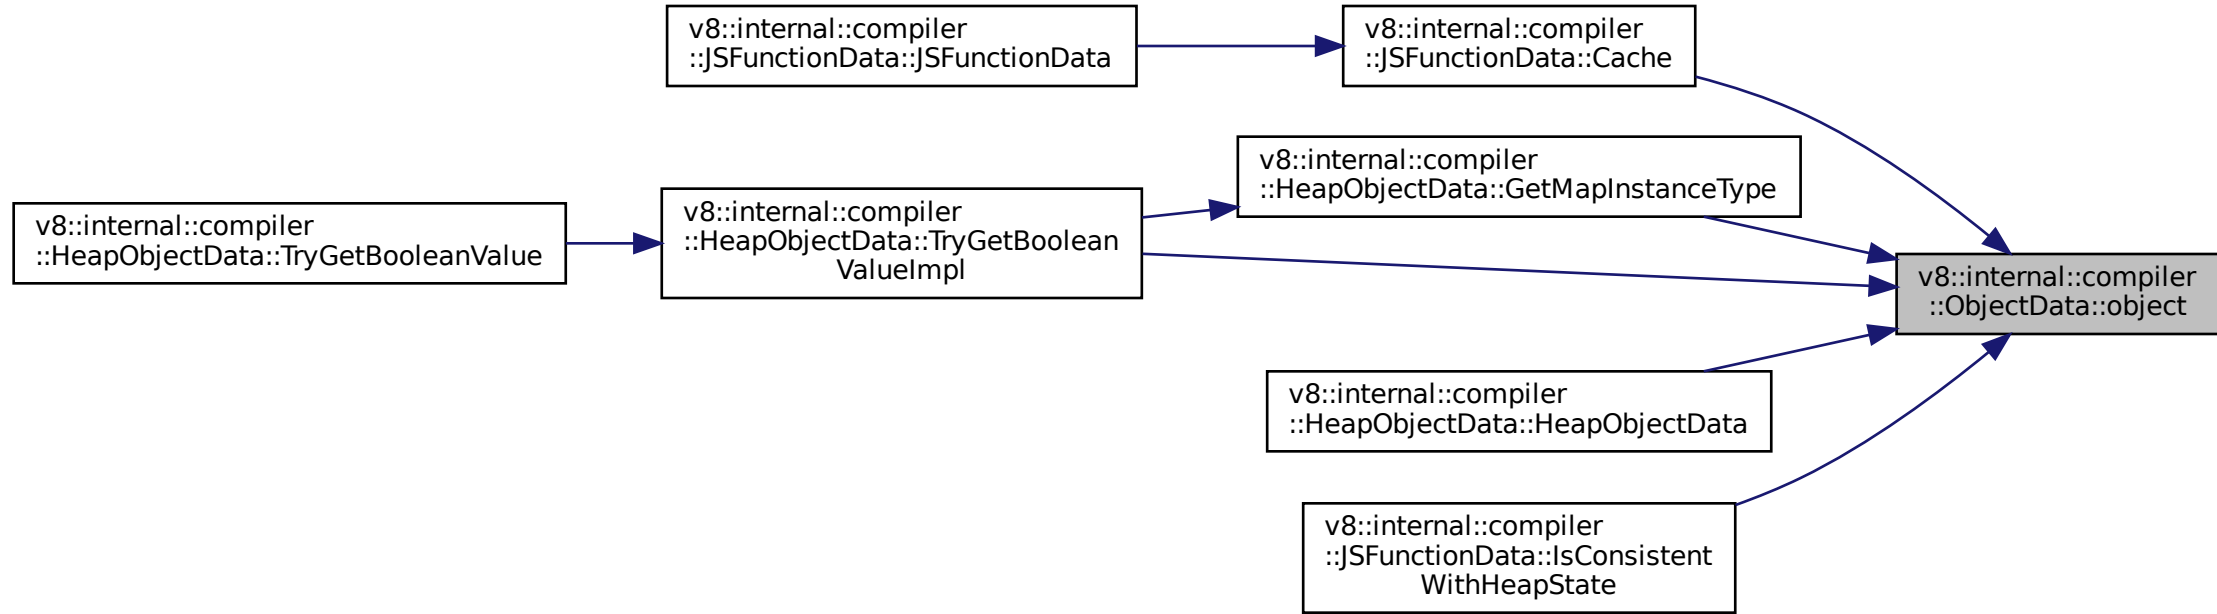 v8::internal::compiler
::JSFunctionData::JSFunctionData
v8::internal::compiler
::JSFunctionData::Cache
v8::internal::compiler
::HeapObjectData::GetMapInstanceType
v8::internal::compiler
::HeapObjectData::TryGetBoolean
ValueImpl
v8::internal::compiler
::HeapObjectData::TryGetBooleanValue
v8::internal::compiler
::ObjectData::object
v8::internal::compiler
::HeapObjectData::HeapObjectData
v8::internal::compiler
::JSFunctionData::IsConsistent
WithHeapState